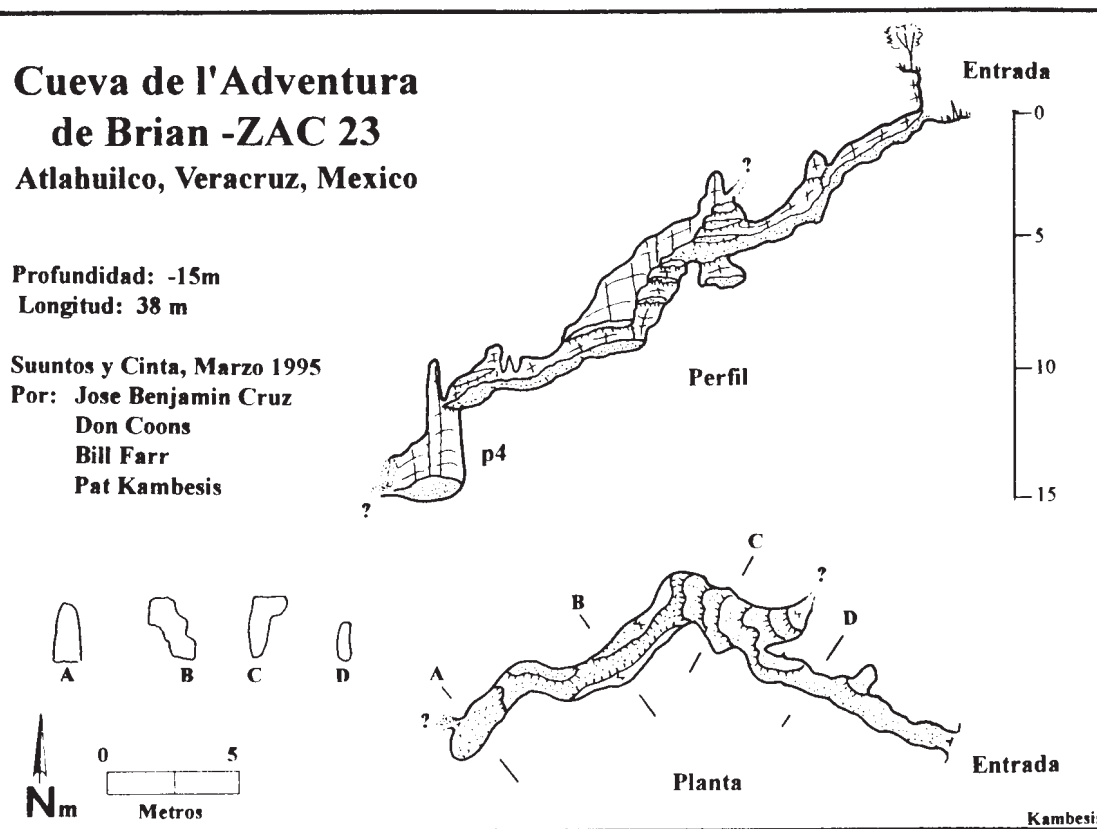 Cueva de l'Adventura
de Brian -ZAC 23
Atlahuilco, Veracruz, Mexico
Profundidad: -15m
Longitud: 38 m
Suuntos y Cinta, Marzo 1995
Por: Jose Benjamin Cruz
Don Coons
Bill Farr
Pat Kambesis
Entrada
0
5
10
15
?
Perfil
p4
?
C
?
B
D
A
?
Entrada
Planta
A B C D
0 5
Nm
Metros
Kambesis